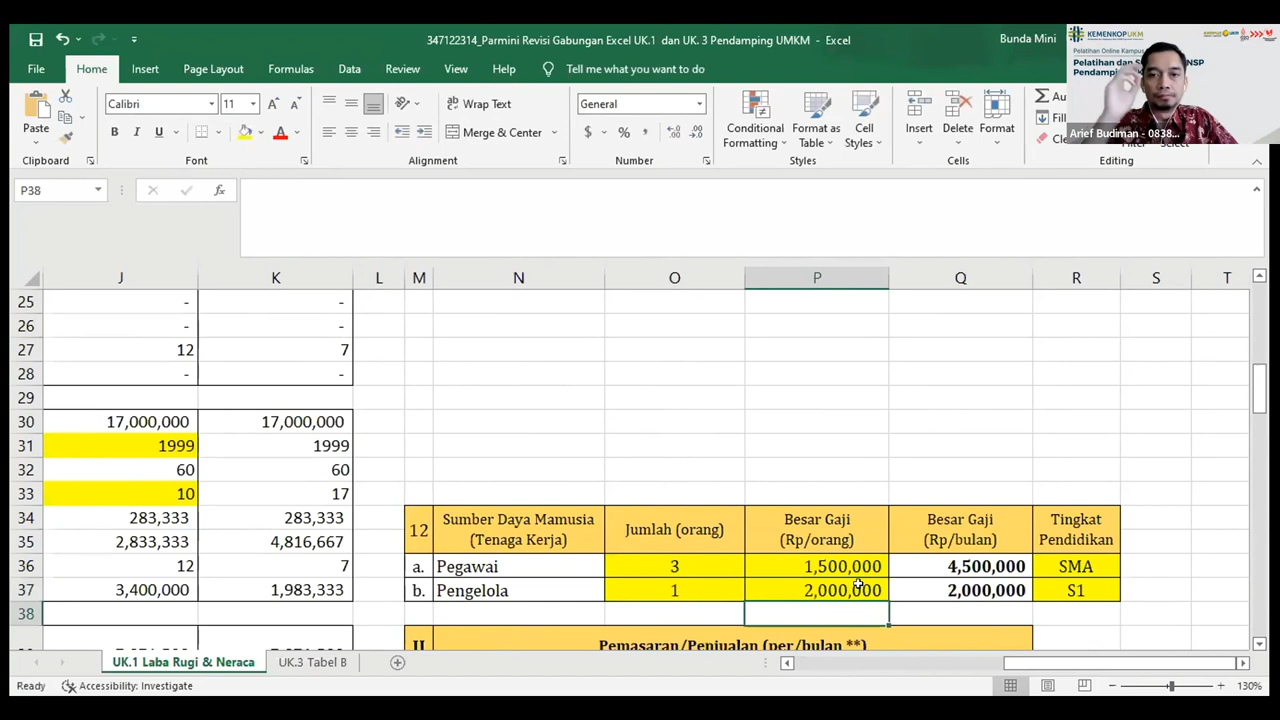 347122314_Parmini Revisi Gabungan Excel UK.1 dan UK. 3 Pendamping UMKM - Excel
Bunda Mini
KEMENKOPUKM
Pelatihan Online Kampus
Pelatihan dan
NSP
Pendamping
Arief Budiman - 0838...
File Home Insert Page Layout Formulas Data Review View Help Tell me what you want to do
Paste
Calibri 11
B I U
Wrap Text
Merge & Center
General
$ %
Conditional Formatting
Format as Table
Cell Styles
Insert
Delete
Format
Clipboard Font Alignment Number Styles Cells Editing
P38 fx
J K L M N O P Q R S T
25 - -
26 - -
27 12 7
28 - -
29
30 17,000,000 17,000,000
31 1999 1999
32 60 60
33 10 17
34 283,333 283,333
35 2,833,333 4,816,667
36 12 7
37 3,400,000 1,983,333
38
12 Sumber Daya Mamusia (Tenaga Kerja) Jumlah (orang) Besar Gaji (Rp/orang) Besar Gaji (Rp/bulan) Tingkat Pendidikan
a. Pegawai 3 1,500,000 4,500,000 SMA
b. Pengelola 1 2,000,000 2,000,000 S1
II Pemasaran/Penjualan (per/bulan **)
UK.1 Laba Rugi & Neraca UK.3 Tabel B
Ready Accessibility: Investigate 130%